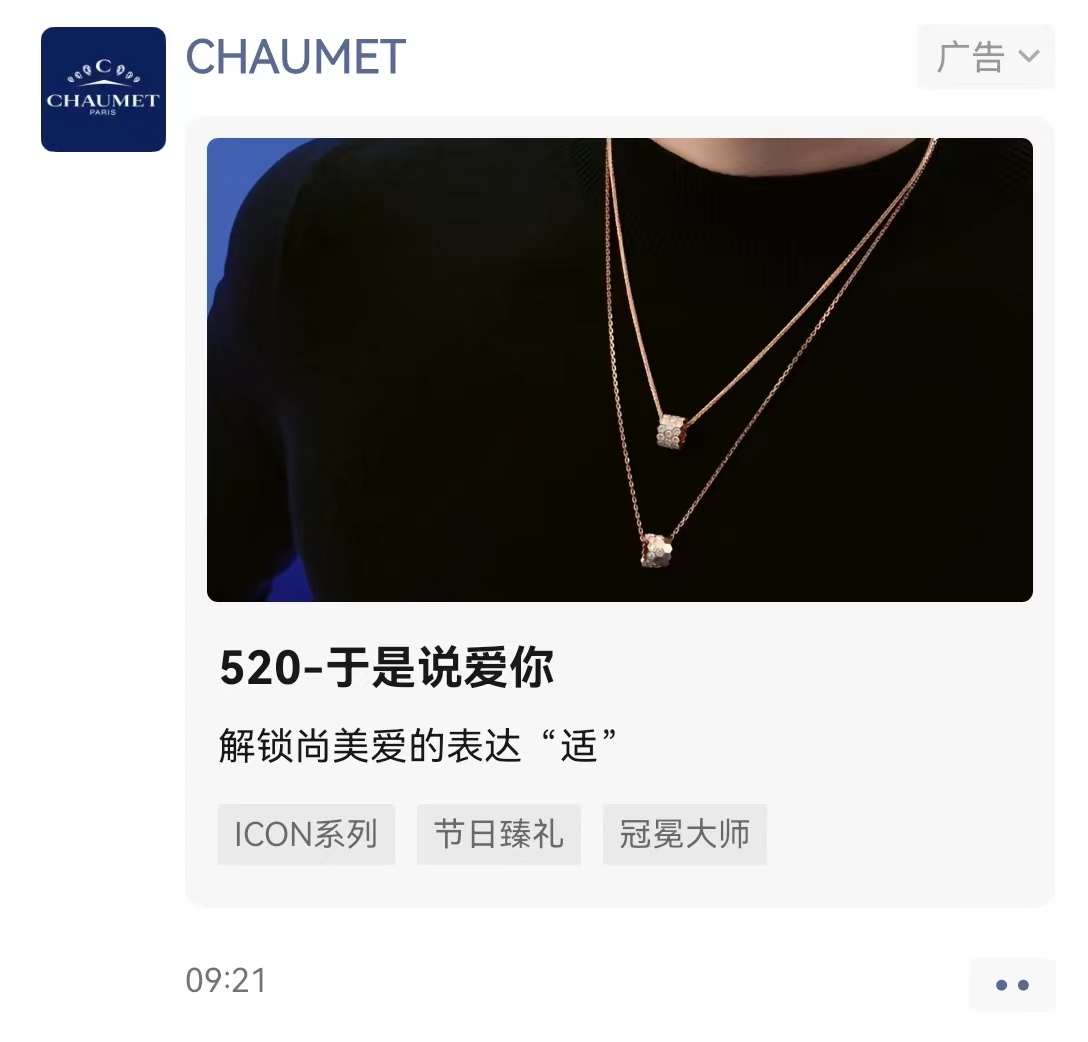 C
CHAUMET
PARIS
CHAUMET
广告
520-于是说爱你
解锁尚美爱的表达“适”
ICON系列
节日臻礼
冠冕大师
09:21